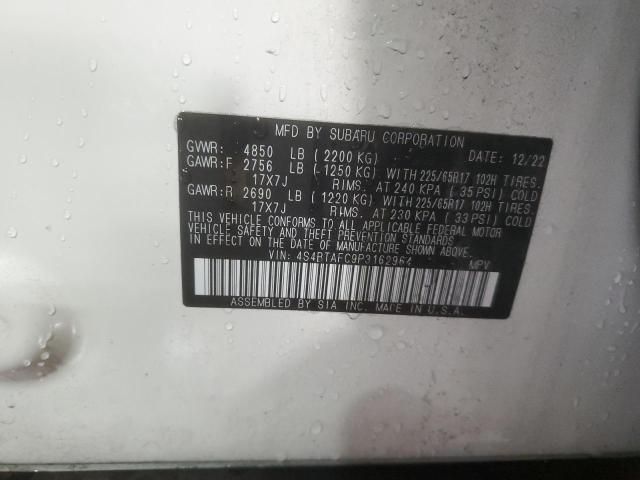 MFD BY SUBARU CORPORATION
GVWR: 4850 LB ( 2200 KG) DATE: 12/22
GAWR:F 2756 LB ( 1250 KG) WITH 225/65R17 102H TIRES.
17X7J RIMS. AT 240 KPA ( 35 PSI) COLD
GAWR:R 2690 LB ( 1220 KG) WITH 225/65R17 102H TIRES.
17X7J RIMS. AT 230 KPA ( 33 PSI) COLD
THIS VEHICLE CONFORMS TO ALL APPLICABLE FEDERAL MOTOR
VEHICLE SAFETY, BUMPER, AND THEFT PREVENTION STANDARDS
IN EFFECT ON THE DATE OF MANUFACTURE SHOWN ABOVE.
VIN: 4S4BTAFC9P3162964 MPV
ASSEMBLED BY SIA INC. MADE IN U.S.A.